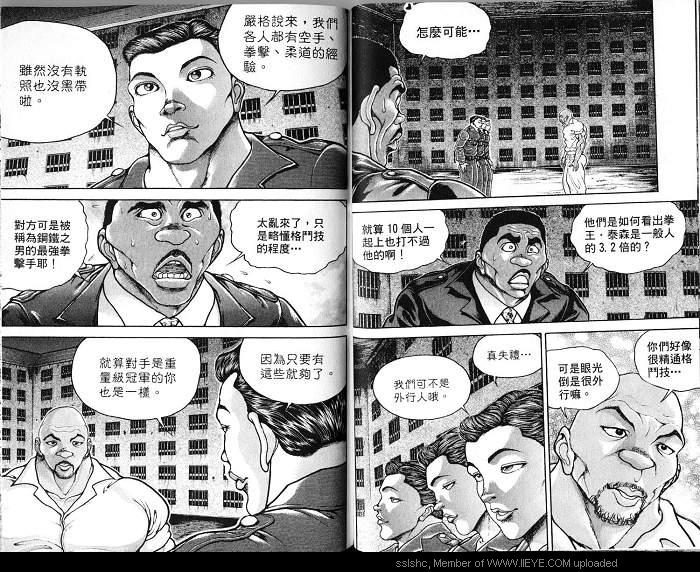 怎麼可能…
他們是如何看出拳
王．泰森是一般人
的3.2倍的？
就算10個人一
起上也打不過
他的啊！
你們好像
很精通格
鬥技…
可是眼光
倒是很外
行嘛。
真失禮…
我們可不是
外行人哦。
嚴格說來，我們
各人都有空手、
拳擊、柔道的經
驗。
雖然沒有執
照也沒黑帶
啦。
太亂來了，只
是略懂格鬥技
的程度…
對方可是被
稱為鋼鐵之
男的最強拳
擊手耶！
因為只要有
這些就夠了。
就算對手是重
量級冠軍的你
也是一樣。
sslshc, Member of WWW.IIEYE.COM uploaded